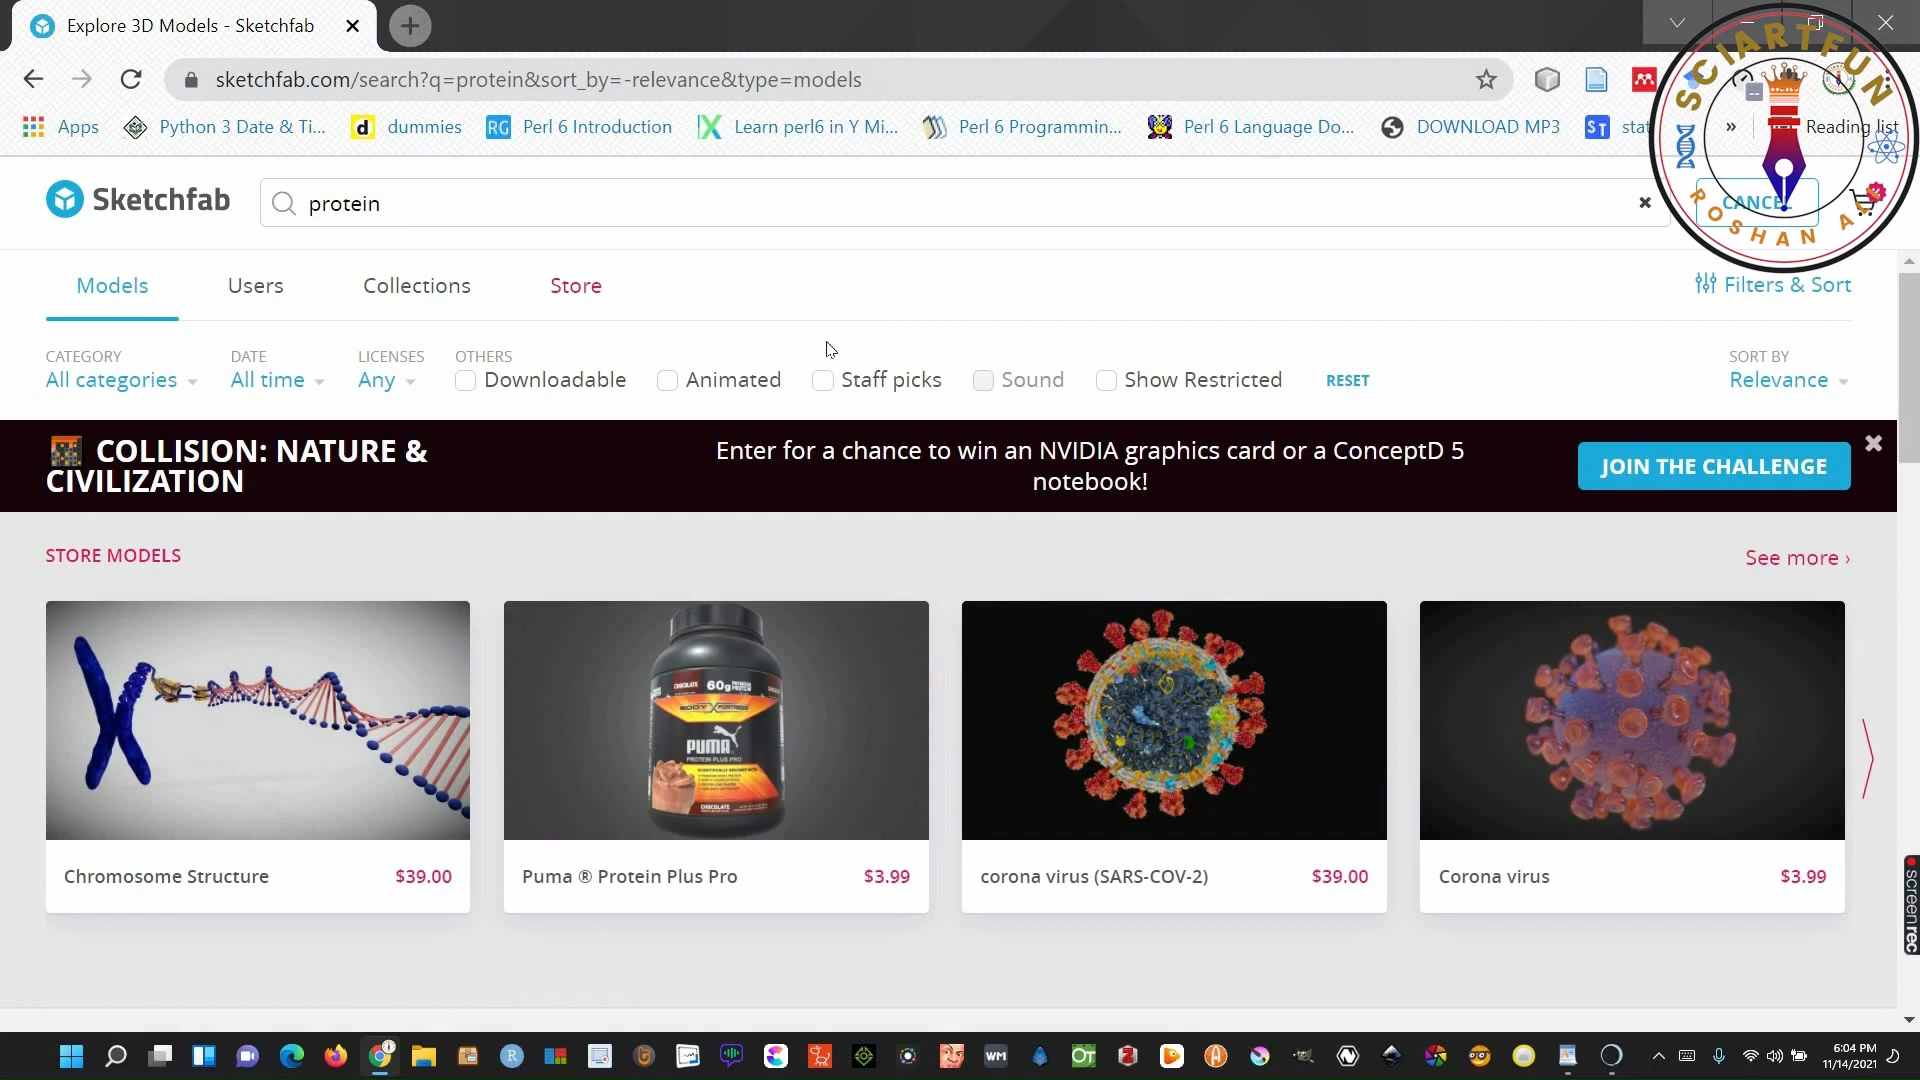 Explore 3D Models - Sketchfab
sketchfab.com/search?q=protein&sort_by=-relevance&type=models
Apps
Python 3 Date & Ti...
dummies
Perl 6 Introduction
Learn perl6 in Y Mi...
Perl 6 Programmin...
Perl 6 Language Do...
DOWNLOAD MP3
stat
Reading list
SCIARTFUN
ROSHAN ALI
Sketchfab
protein
CANCEL
Models
Users
Collections
Store
Filters & Sort
CATEGORY
All categories
DATE
All time
LICENSES
Any
OTHERS
Downloadable
Animated
Staff picks
Sound
Show Restricted
RESET
SORT BY
Relevance
COLLISION: NATURE &
CIVILIZATION
Enter for a chance to win an NVIDIA graphics card or a ConceptD 5
notebook!
JOIN THE CHALLENGE
STORE MODELS
See more ›
CHOCOLATE
60g
PUMA
PROTEIN PLUS PRO
CHOCOLATE
Chromosome Structure
$39.00
Puma ® Protein Plus Pro
$3.99
corona virus (SARS-COV-2)
$39.00
Corona virus
$3.99
screenrec
WM
6:04 PM
11/14/2021